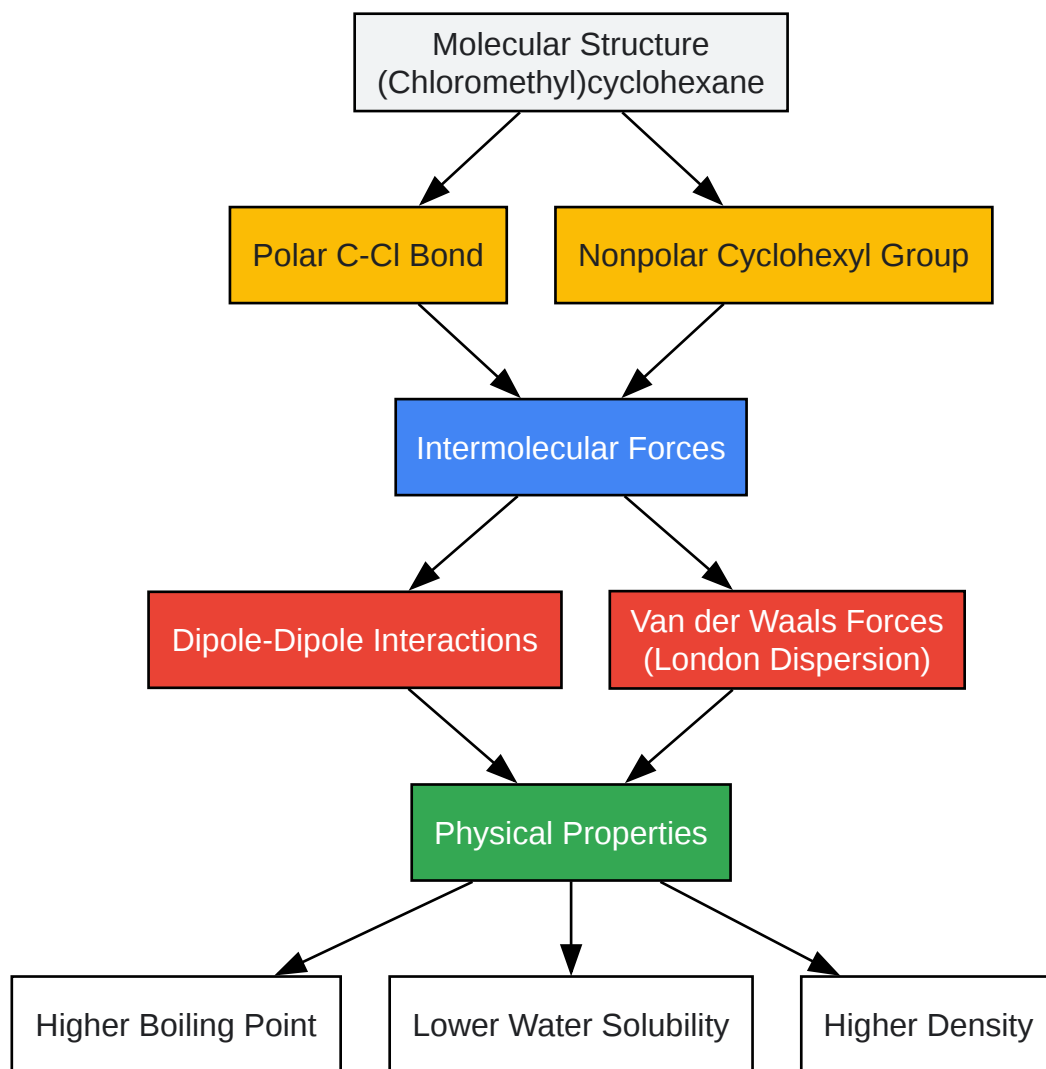 Molecular Structure
(Chloromethyl)cyclohexane
Polar C-Cl Bond
Nonpolar Cyclohexyl Group
Intermolecular Forces
Dipole-Dipole Interactions
Van der Waals Forces
(London Dispersion)
Physical Properties
Higher Boiling Point
Lower Water Solubility
Higher Density